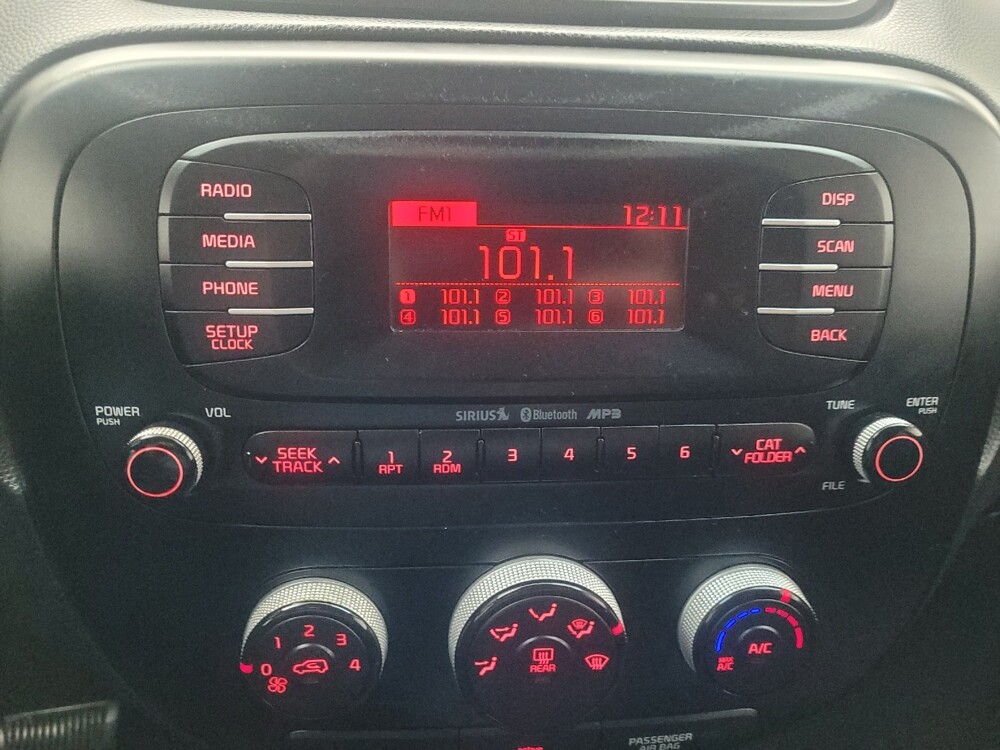 RADIO
MEDIA
PHONE
SETUP
CLOCK
FM1 12:11
ST
101.1
1 101.1 2 101.1 3 101.1
4 101.1 5 101.1 6 101.1
DISP
SCAN
MENU
BACK
POWER
PUSH
VOL
SIRIUS Bluetooth MP3
TUNE
ENTER
PUSH
FILE
SEEK
TRACK
1
RPT
2
RDM
3
4
5
6
CAT
FOLDER
0 1 2 3 4
REAR
A/C
MAX
A/C
PASSENGER
AIR BAG